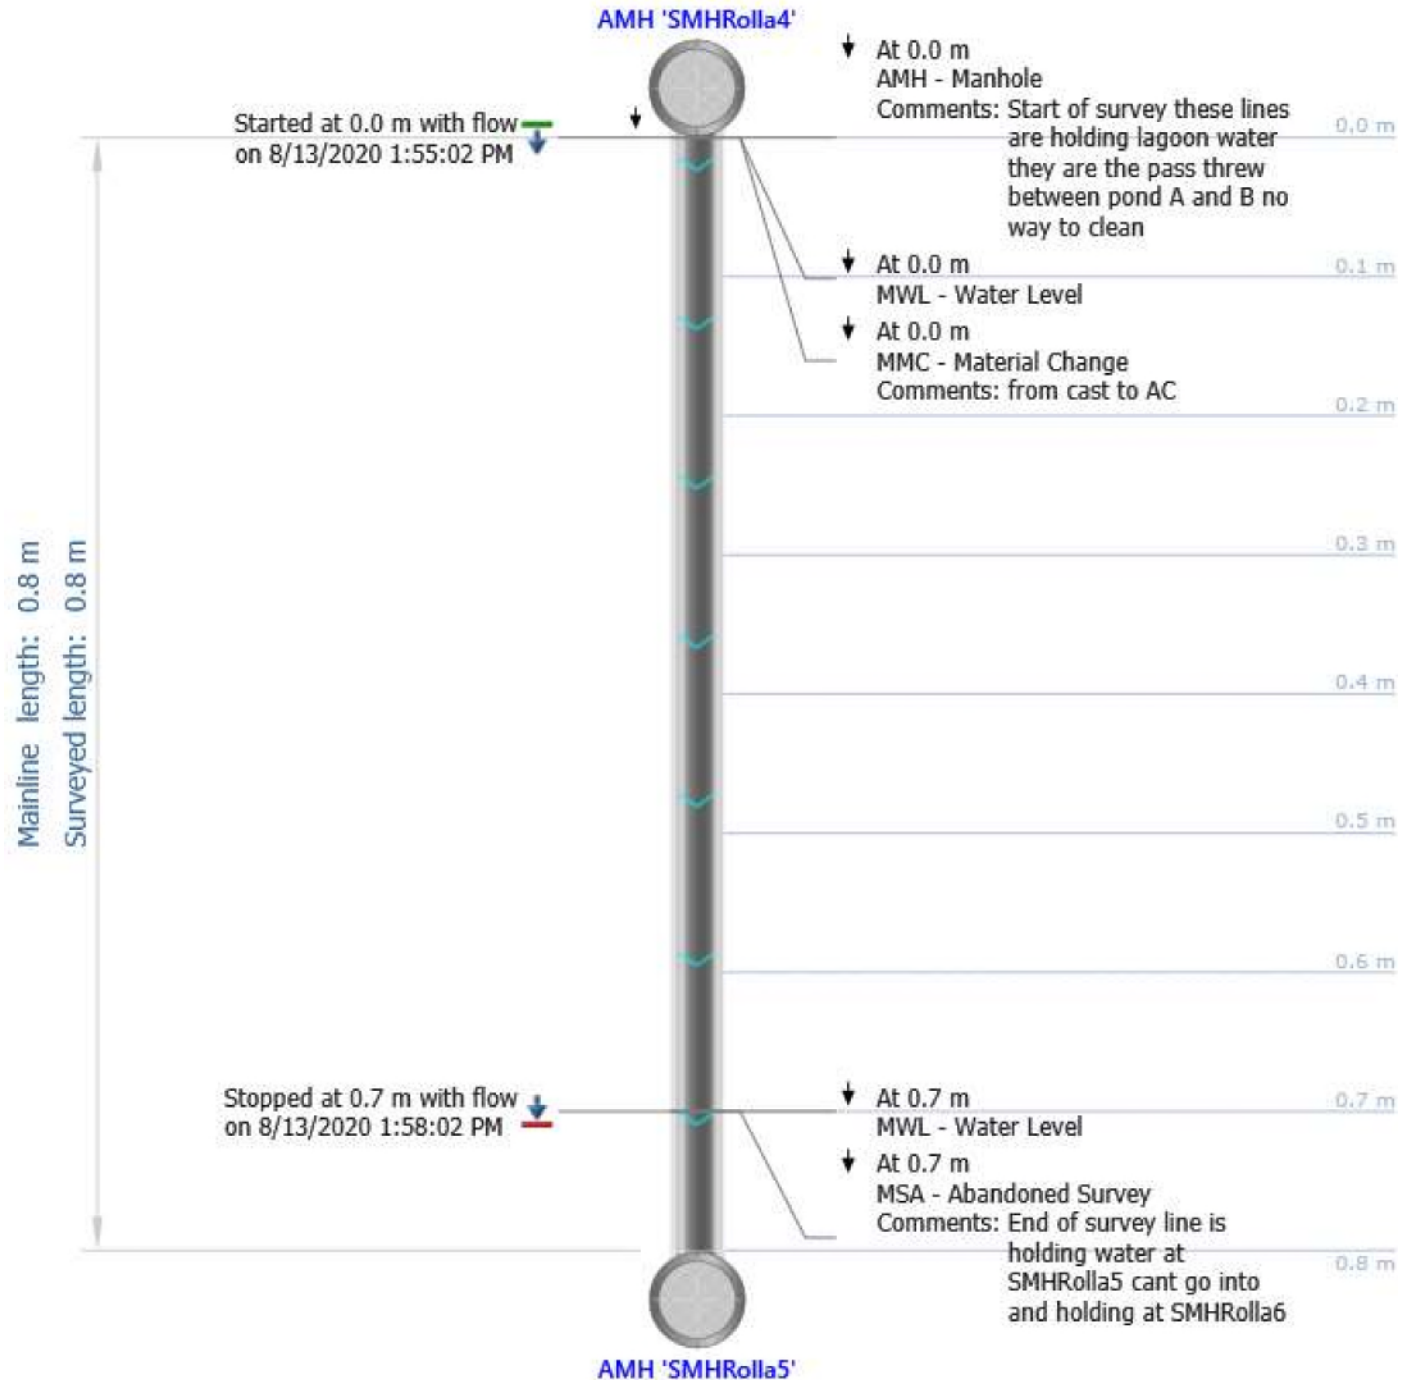 AMH 'SMHRolla4'
At 0.0 m
AMH - Manhole
Comments: Start of survey these lines
are holding lagoon water
they are the pass threw
between pond A and B no
way to clean
Started at 0.0 m with flow
on 8/13/2020 1:55:02 PM
0.0 m
At 0.0 m
MWL - Water Level
0.1 m
At 0.0 m
MMC - Material Change
Comments: from cast to AC
0.2 m
0.3 m
Mainline length: 0.8 m
Surveyed length: 0.8 m
0.4 m
0.5 m
0.6 m
Stopped at 0.7 m with flow
on 8/13/2020 1:58:02 PM
At 0.7 m
MWL - Water Level
0.7 m
At 0.7 m
MSA - Abandoned Survey
Comments: End of survey line is
holding water at
SMHRolla5 cant go into
and holding at SMHRolla6
0.8 m
AMH 'SMHRolla5'